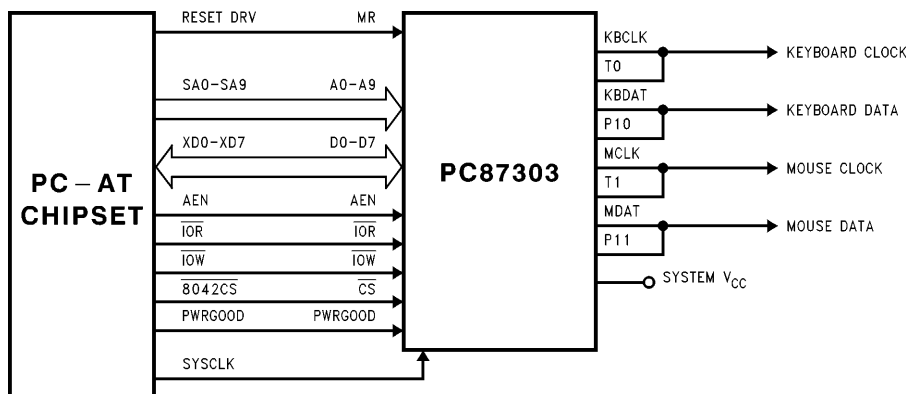 RESET DRV MR
SA0-SA9 A0-A9
XD0-XD7 D0-D7
AEN AEN
IOR IOR
IOW IOW
8042CS CS
PWRGOOD PWRGOOD
SYSCLK
PC-AT
CHIPSET
PC87303
KBCLK
T0
KEYBOARD CLOCK
KBDAT
P10
KEYBOARD DATA
MCLK
T1
MOUSE CLOCK
MDAT
P11
MOUSE DATA
SYSTEM VCC